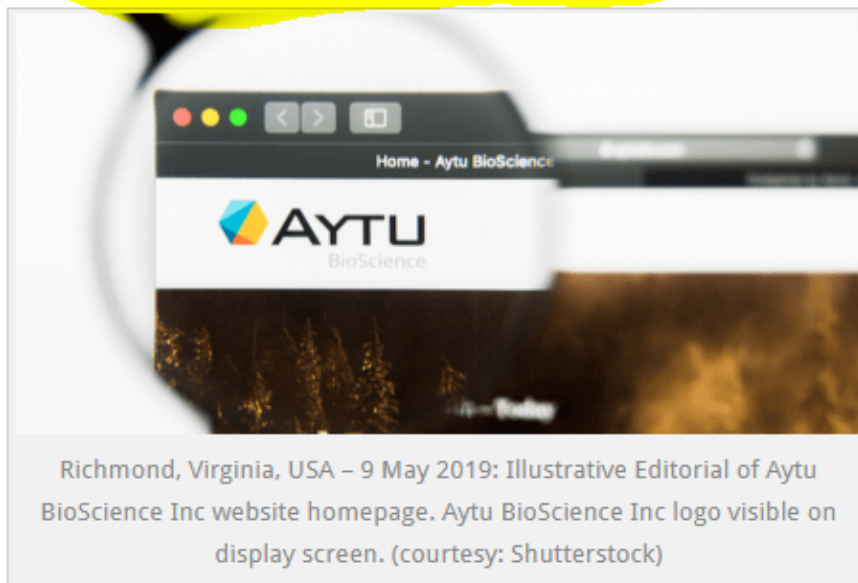 Home - Aytu BioScience
AYTU
BioScience
Today
Richmond, Virginia, USA – 9 May 2019: Illustrative Editorial of Aytu
BioScience Inc website homepage. Aytu BioScience Inc logo visible on
display screen. (courtesy: Shutterstock)